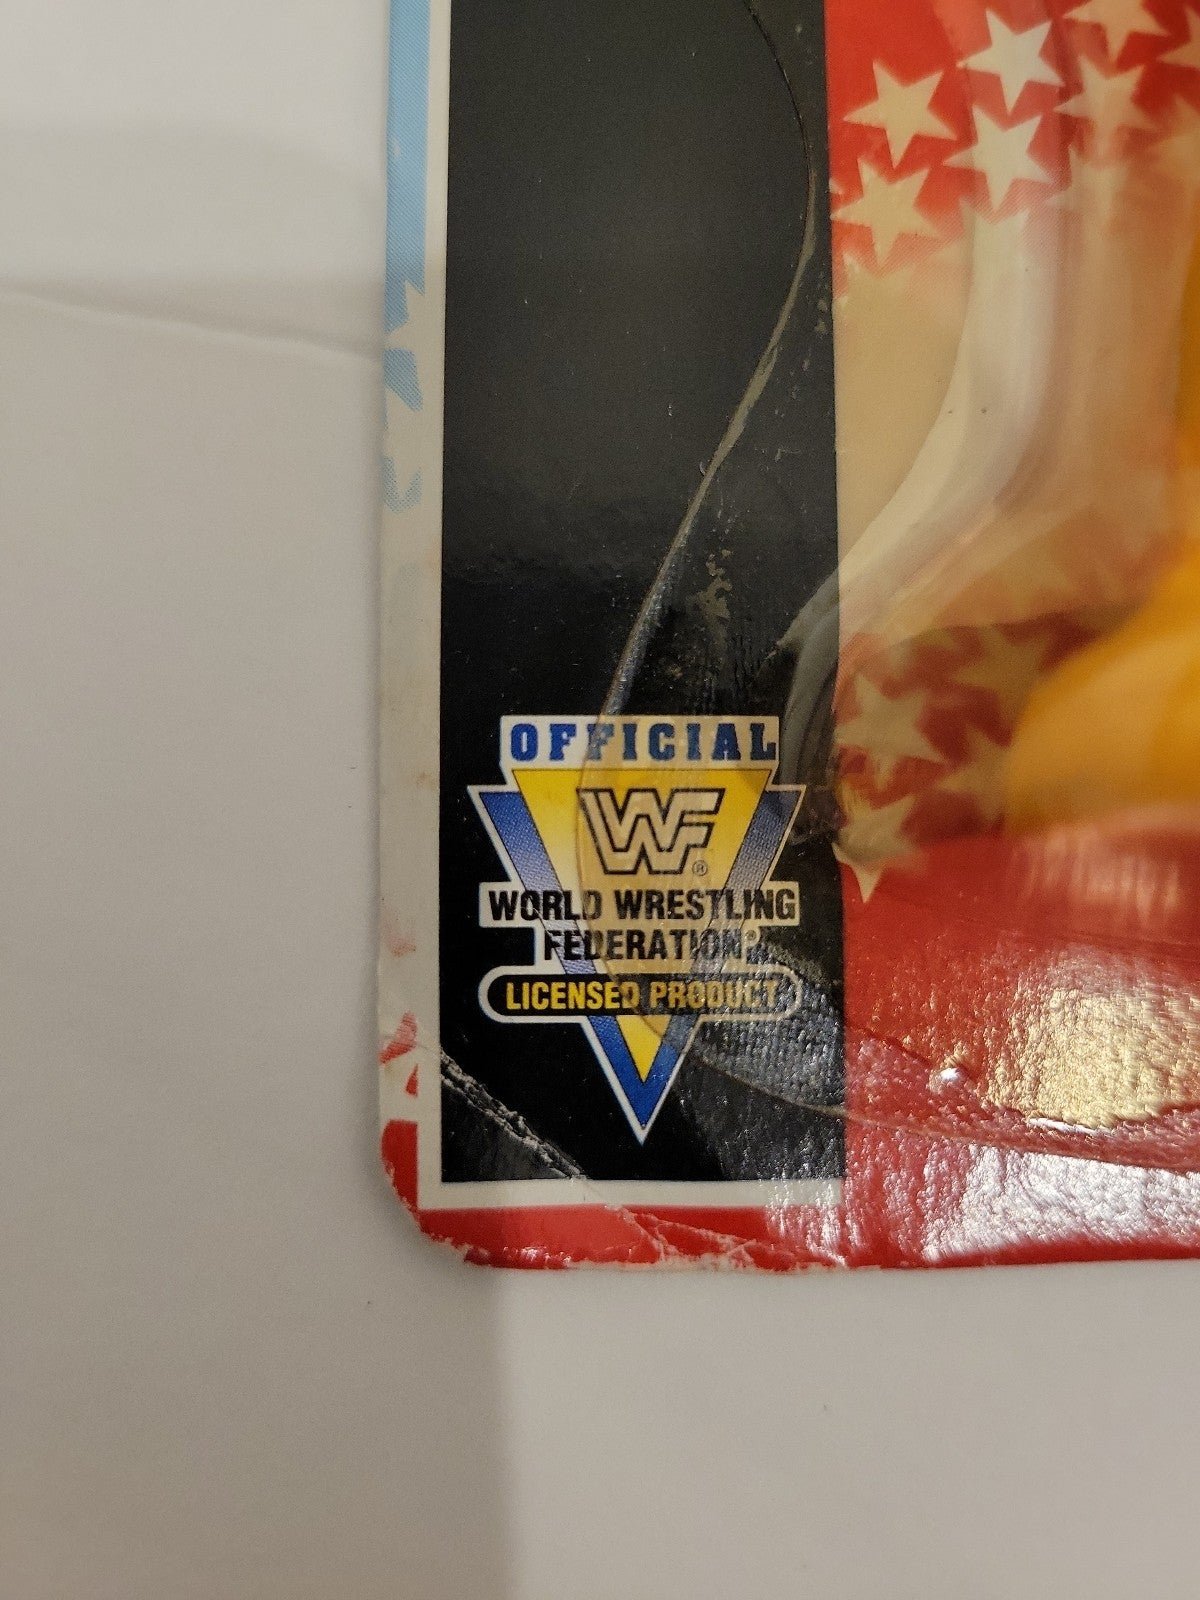 OFFICIAL
WF®
WORLD WRESTLING
FEDERATION®
LICENSED PRODUCT